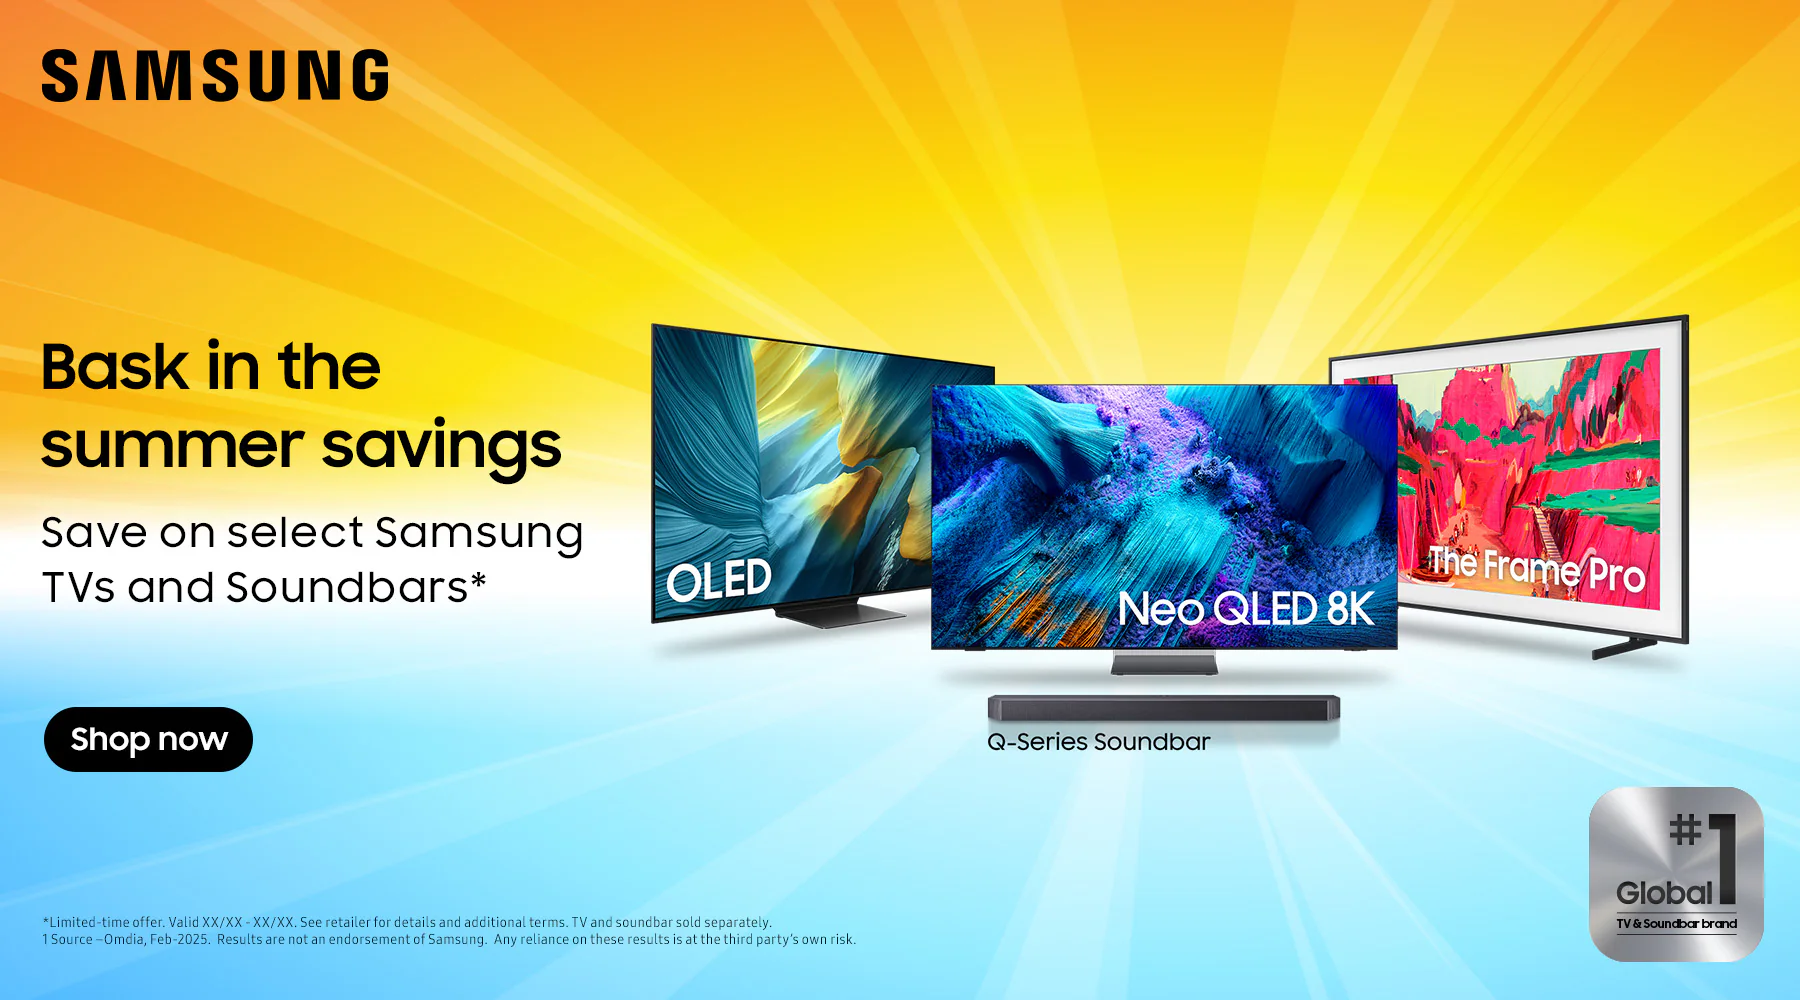 SAMSUNG
Bask in the
summer savings
Save on select Samsung
TVs and Soundbars*
Shop now
OLED
Neo QLED 8K
The Frame Pro
Q-Series Soundbar
#1
Global
TV & Soundbar brand
*Limited-time offer. Valid XX/XX - XX/XX. See retailer for details and additional terms. TV and soundbar sold separately.
1 Source – Omdia, Feb-2025. Results are not an endorsement of Samsung. Any reliance on these results is at the third party's own risk.